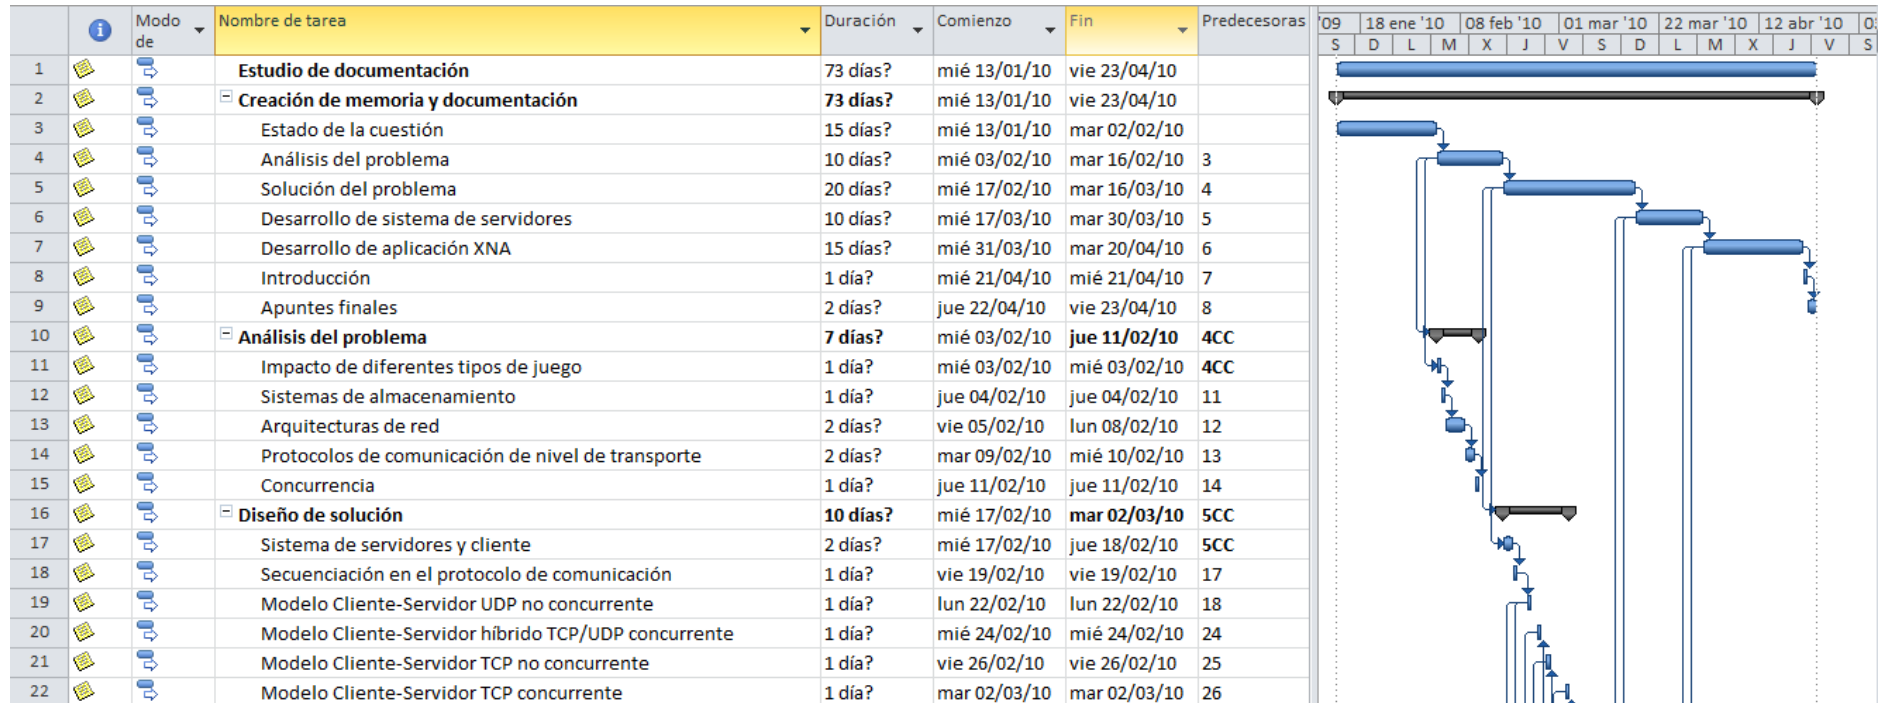 Modo de Nombre de tarea Duración Comienzo Fin Predecesoras '09 18 ene '10 08 feb '10 01 mar '10 22 mar '10 12 abr '10 0
S D L M X J V S D L M X J V S
1 Estudio de documentación 73 días? mié 13/01/10 vie 23/04/10
2 Creación de memoria y documentación 73 días? mié 13/01/10 vie 23/04/10
3 Estado de la cuestión 15 días? mié 13/01/10 mar 02/02/10
4 Análisis del problema 10 días? mié 03/02/10 mar 16/02/10 3
5 Solución del problema 20 días? mié 17/02/10 mar 16/03/10 4
6 Desarrollo de sistema de servidores 10 días? mié 17/03/10 mar 30/03/10 5
7 Desarrollo de aplicación XNA 15 días? mié 31/03/10 mar 20/04/10 6
8 Introducción 1 día? mié 21/04/10 mié 21/04/10 7
9 Apuntes finales 2 días? jue 22/04/10 vie 23/04/10 8
10 Análisis del problema 7 días? mié 03/02/10 jue 11/02/10 4CC
11 Impacto de diferentes tipos de juego 1 día? mié 03/02/10 mié 03/02/10 4CC
12 Sistemas de almacenamiento 1 día? jue 04/02/10 jue 04/02/10 11
13 Arquitecturas de red 2 días? vie 05/02/10 lun 08/02/10 12
14 Protocolos de comunicación de nivel de transporte 2 días? mar 09/02/10 mié 10/02/10 13
15 Concurrencia 1 día? jue 11/02/10 jue 11/02/10 14
16 Diseño de solución 10 días? mié 17/02/10 mar 02/03/10 5CC
17 Sistema de servidores y cliente 2 días? mié 17/02/10 jue 18/02/10 5CC
18 Secuenciación en el protocolo de comunicación 1 día? vie 19/02/10 vie 19/02/10 17
19 Modelo Cliente-Servidor UDP no concurrente 1 día? lun 22/02/10 lun 22/02/10 18
20 Modelo Cliente-Servidor híbrido TCP/UDP concurrente 1 día? mié 24/02/10 mié 24/02/10 24
21 Modelo Cliente-Servidor TCP no concurrente 1 día? vie 26/02/10 vie 26/02/10 25
22 Modelo Cliente-Servidor TCP concurrente 1 día? mar 02/03/10 mar 02/03/10 26